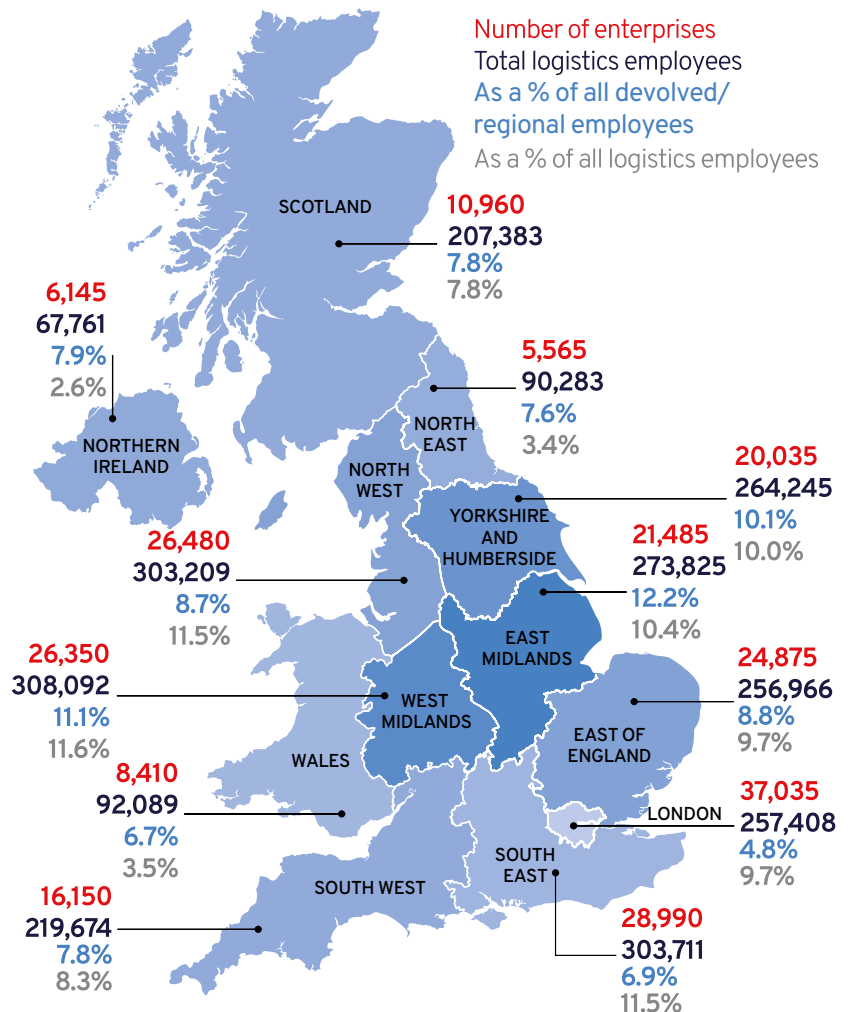 Number of enterprises
Total logistics employees
As a % of all devolved/
regional employees
As a % of all logistics employees
SCOTLAND
10,960
207,383
7.8%
7.8%
6,145
67,761
7.9%
2.6%
NORTHERN
IRELAND
5,565
90,283
7.6%
3.4%
NORTH
EAST
NORTH
WEST
20,035
264,245
10.1%
10.0%
YORKSHIRE
AND
HUMBERSIDE
26,480
303,209
8.7%
11.5%
21,485
273,825
12.2%
10.4%
EAST
MIDLANDS
26,350
308,092
11.1%
11.6%
WEST
MIDLANDS
24,875
256,966
8.8%
9.7%
EAST OF
ENGLAND
WALES
8,410
92,089
6.7%
3.5%
37,035
257,408
4.8%
9.7%
LONDON
SOUTH
EAST
SOUTH WEST
16,150
219,674
7.8%
8.3%
28,990
303,711
6.9%
11.5%